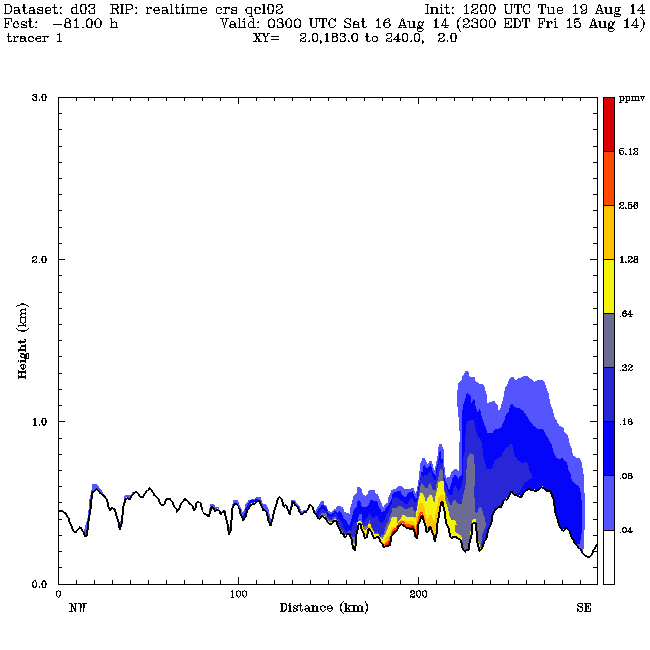 Dataset: d03 RIP: realtime crs qcl02 Init: 1200 UTC Tue 19 Aug 14
Fcst: -81.00 h Valid: 0300 UTC Sat 16 Aug 14 (2300 EDT Fri 15 Aug 14)
tracer 1 XY= 2.0,183.0 to 240.0, 2.0
ppmv
3.0
5.12
2.56
2.0
1.28
.64
Height (km)
.32
1.0
.16
.08
.04
0.0
0 100 200
NW Distance (km) SE